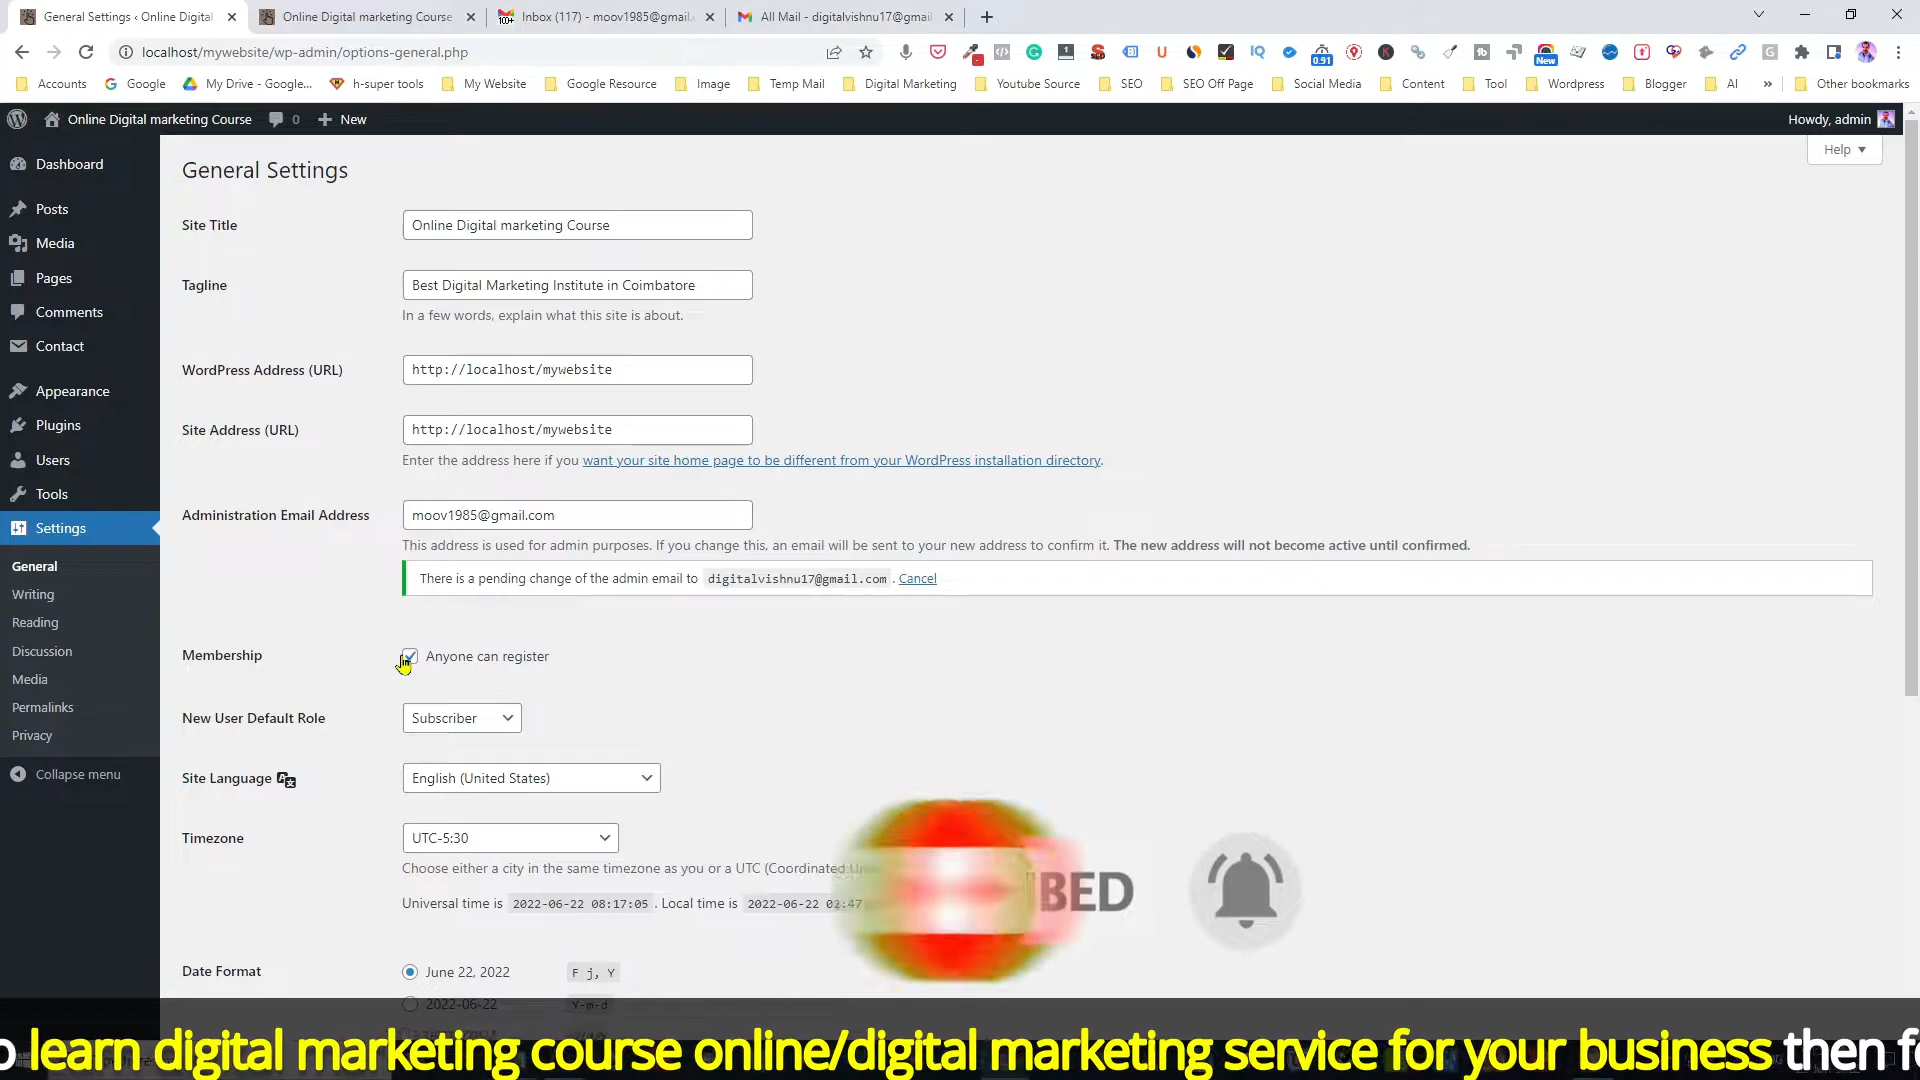 General Settings ‹ Online Digital
Online Digital marketing Course
Inbox (117) - moov1985@gmail.
All Mail - digitalvishnu17@gmail
localhost/mywebsite/wp-admin/options-general.php
Accounts
Google
My Drive - Google...
h-super tools
My Website
Google Resource
Image
Temp Mail
Digital Marketing
Youtube Source
SEO
SEO Off Page
Social Media
Content
Tool
Wordpress
Blogger
AI
Other bookmarks
0.91
New
Online Digital marketing Course
0
New
Howdy, admin
Help
Dashboard
Posts
Media
Pages
Comments
Contact
Appearance
Plugins
Users
Tools
Settings
General
Writing
Reading
Discussion
Media
Permalinks
Privacy
Collapse menu
General Settings
Site Title
Online Digital marketing Course
Tagline
Best Digital Marketing Institute in Coimbatore
In a few words, explain what this site is about.
WordPress Address (URL)
http://localhost/mywebsite
Site Address (URL)
http://localhost/mywebsite
Enter the address here if you want your site home page to be different from your WordPress installation directory.
Administration Email Address
moov1985@gmail.com
This address is used for admin purposes. If you change this, an email will be sent to your new address to confirm it. The new address will not become active until confirmed.
There is a pending change of the admin email to digitalvishnu17@gmail.com . Cancel
Membership
Anyone can register
New User Default Role
Subscriber
Site Language
English (United States)
Timezone
UTC-5:30
Choose either a city in the same timezone as you or a UTC (Coordinated
Universal time is 2022-06-22 08:17:05 . Local time is 2022-06-22 02:47
BED
Date Format
June 22, 2022
F j, Y
2022-06-22
Y-m-d
o learn digital marketing course online/digital marketing service for your business then fo